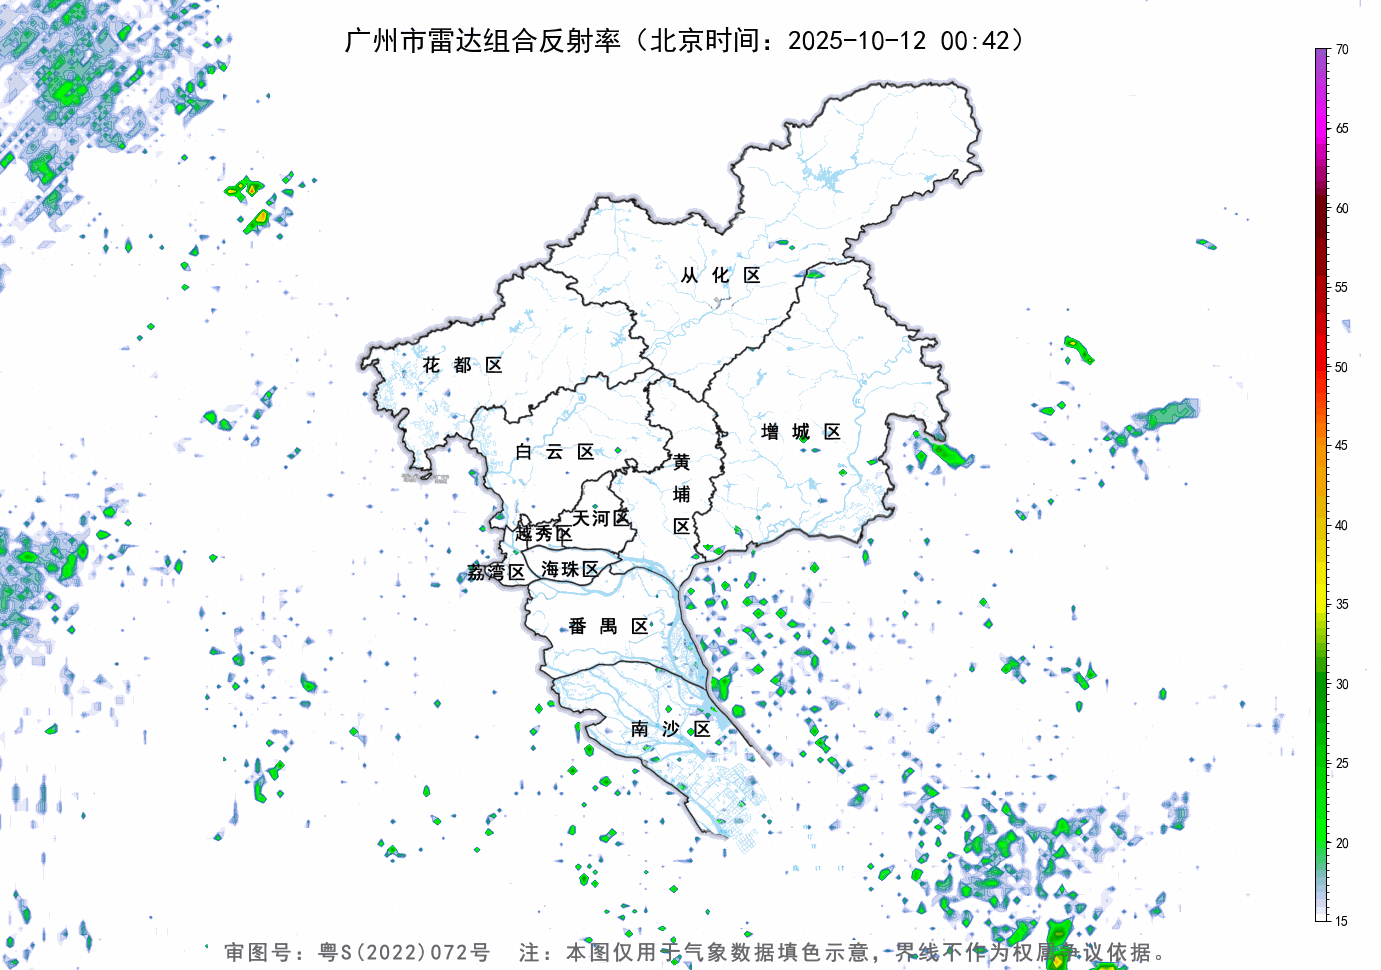 广州市雷达组合反射率（北京时间：2025-10-12 00:42）
70
65
60
55
50
45
40
35
30
25
20
15
从化区
花都区
增城区
白云区
黄埔区
天河区
越秀区
荔湾区
海珠区
番禺区
南沙区
审图号：粤S(2022)072号 注：本图仅用于气象数据填色示意，界线不作为权属争议依据。